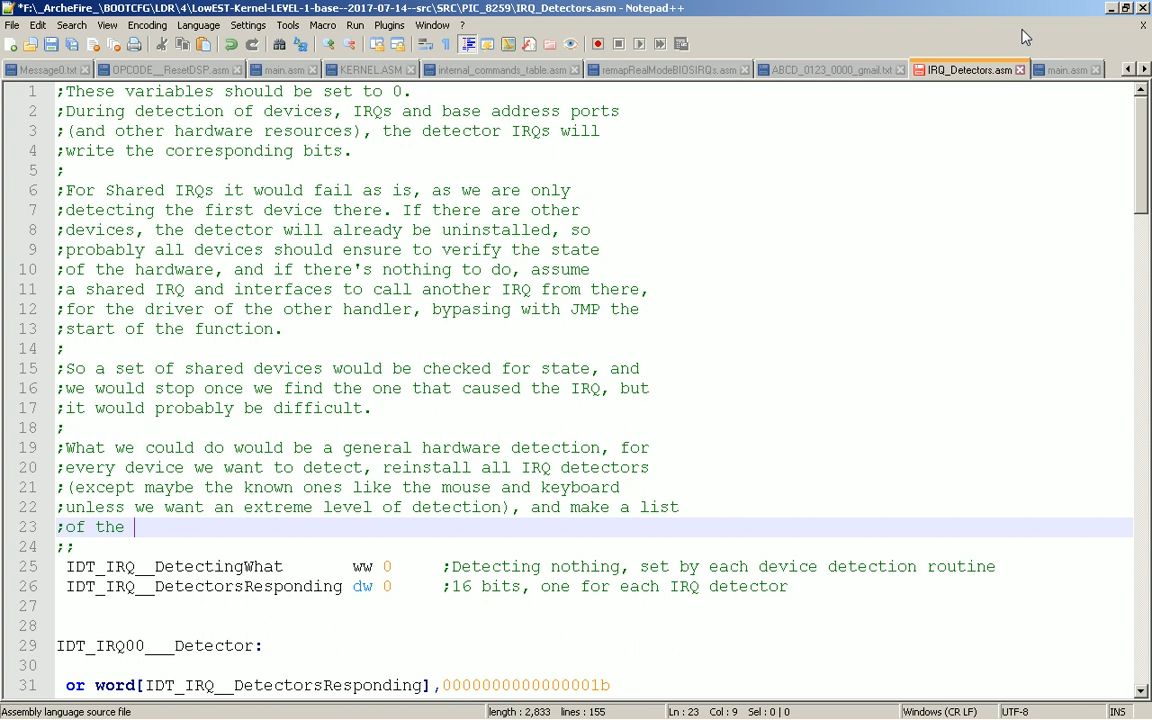 *F:\_ArcheFire_\BOOTCFG\LDR\4\LowEST-Kernel-LEVEL-1-base--2017-07-14--src\SRC\PIC_8259\IRQ_Detectors.asm - Notepad++
File Edit Search View Encoding Language Settings Tools Macro Run Plugins Window ?
X
Message0.txt OPCODE__ResetDSP.asm main.asm KERNEL.ASM internal_commands_table.asm remapRealModeBIOSIRQs.asm ABCD_0123_0000_gmail.txt IRQ_Detectors.asm main.asm
1 ;These variables should be set to 0.
2 ;During detection of devices, IRQs and base address ports
3 ;(and other hardware resources), the detector IRQs will
4 ;write the corresponding bits.
5 ;
6 ;For Shared IRQs it would fail as is, as we are only
7 ;detecting the first device there. If there are other
8 ;devices, the detector will already be uninstalled, so
9 ;probably all devices should ensure to verify the state
10 ;of the hardware, and if there's nothing to do, assume
11 ;a shared IRQ and interfaces to call another IRQ from there,
12 ;for the driver of the other handler, bypasing with JMP the
13 ;start of the function.
14 ;
15 ;So a set of shared devices would be checked for state, and
16 ;we would stop once we find the one that caused the IRQ, but
17 ;it would probably be difficult.
18 ;
19 ;What we could do would be a general hardware detection, for
20 ;every device we want to detect, reinstall all IRQ detectors
21 ;(except maybe the known ones like the mouse and keyboard
22 ;unless we want an extreme level of detection), and make a list
23 ;of the
24 ;;
25 IDT_IRQ__DetectingWhat ww 0 ;Detecting nothing, set by each device detection routine
26 IDT_IRQ__DetectorsResponding dw 0 ;16 bits, one for each IRQ detector
27
28
29 IDT_IRQ00___Detector:
30
31 or word[IDT_IRQ__DetectorsResponding],0000000000000001b
Assembly language source file length : 2,833 lines : 155 Ln : 23 Col : 9 Sel : 0 | 0 Windows (CR LF) UTF-8 INS